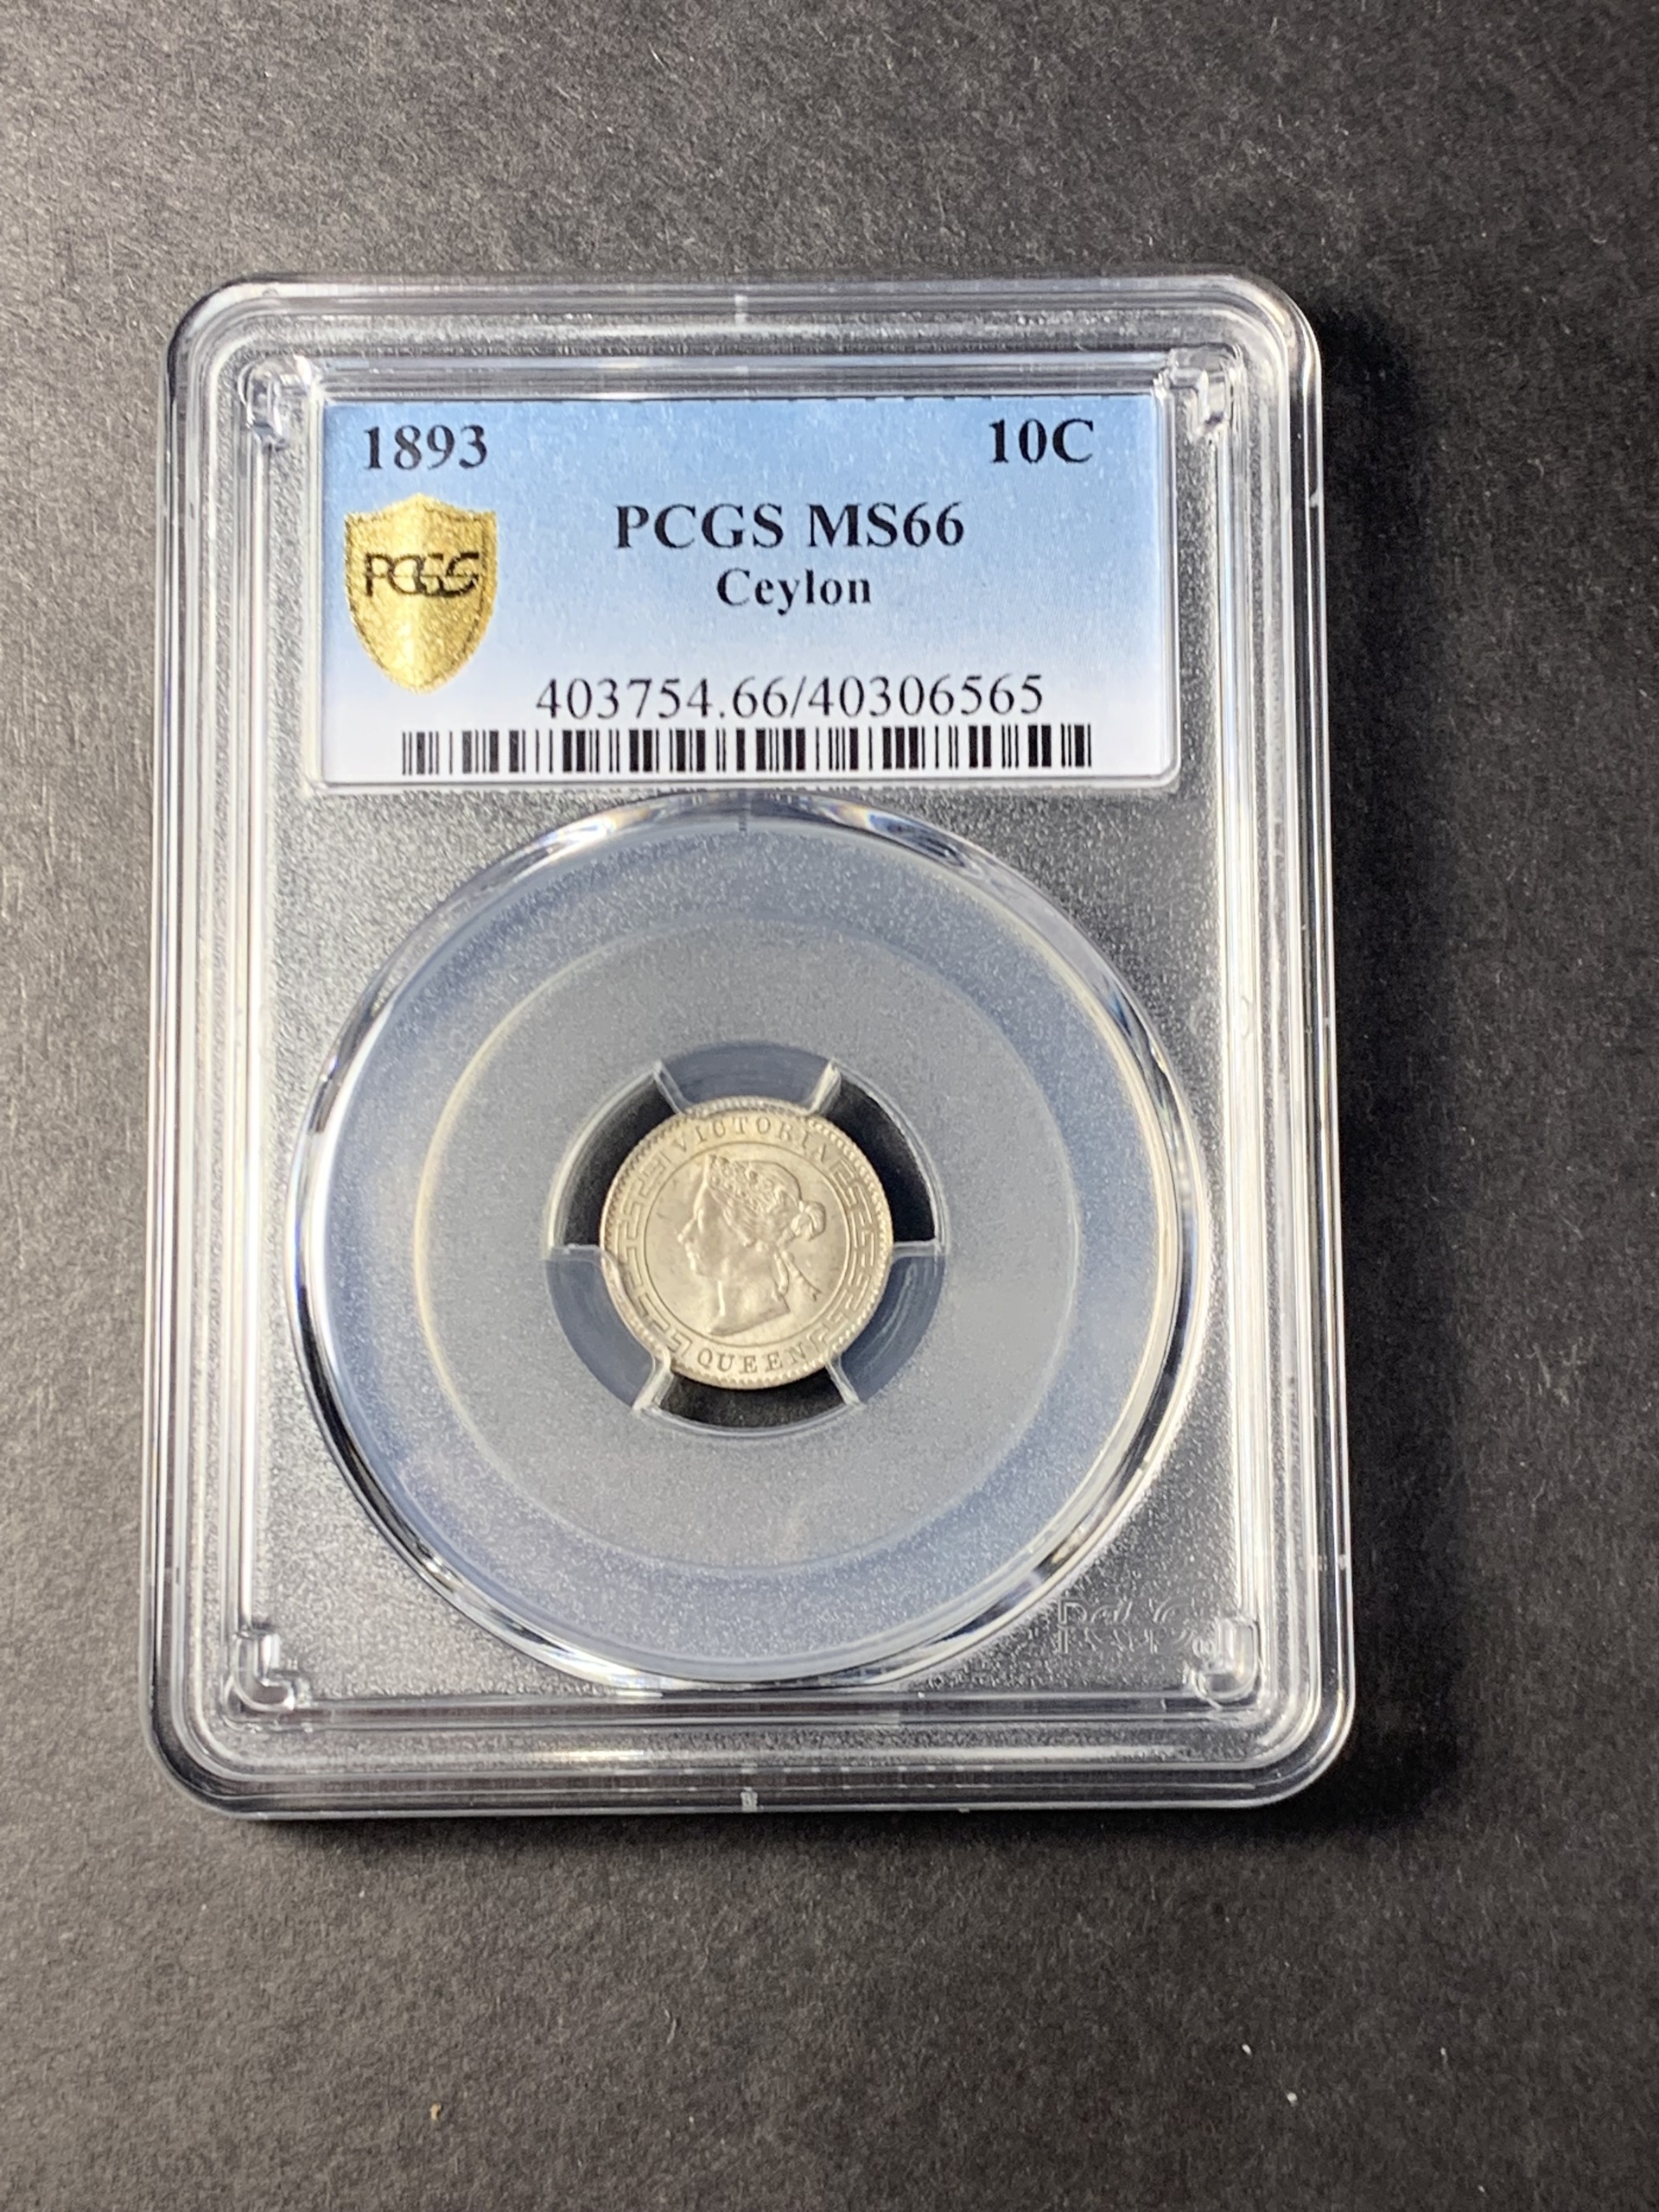 1893 10C
PCGS MS66
PCGS
Ceylon
403754.66/40306565
VICTORIA
QUEEN